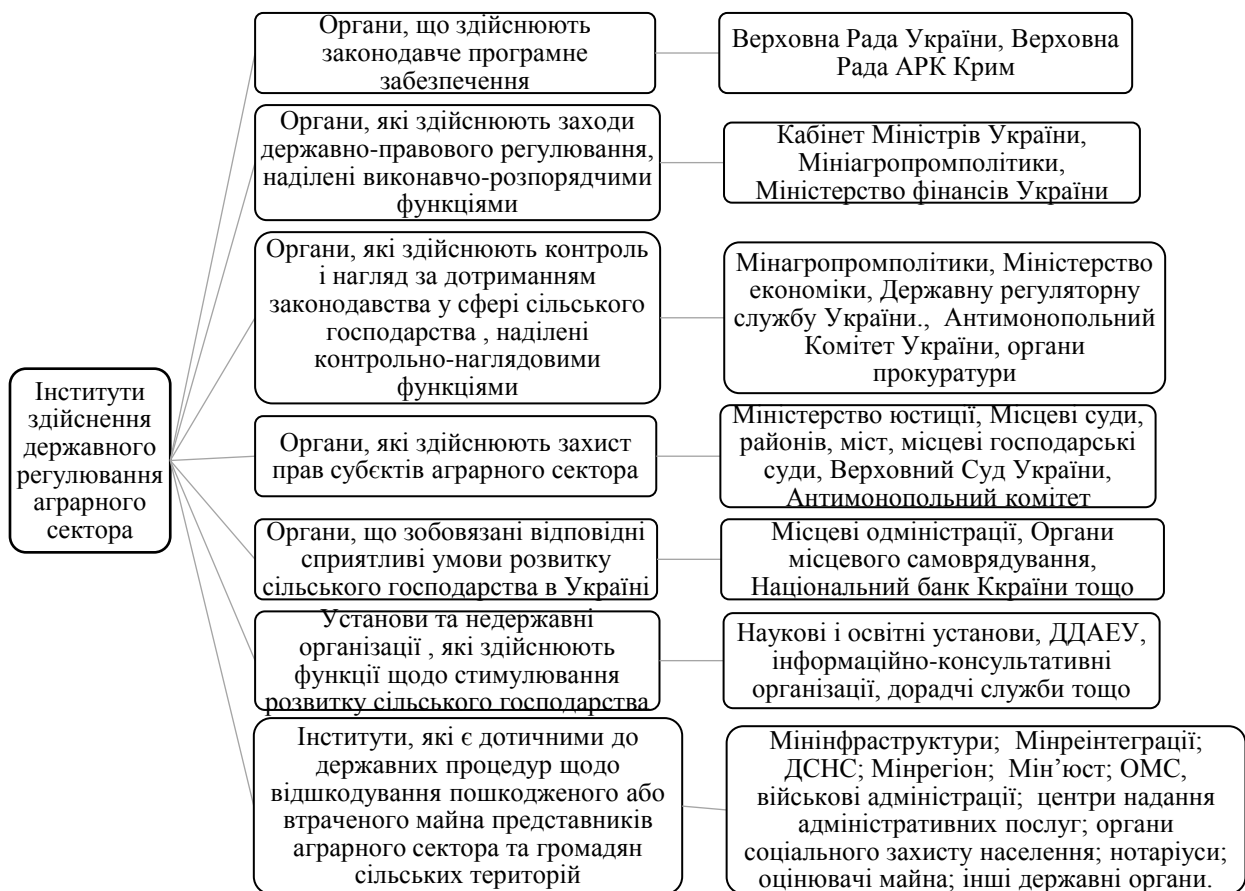 Органи, що здійснюють
законодавче програмне
забезпечення
Верховна Рада України, Верховна
Рада АРК Крим
Органи, які здійснюють заходи
державно-правового регулювання,
наділені виконавчо-розпорядчими
функціями
Кабінет Міністрів України,
Мініагропромполітики,
Міністерство фінансів України
Органи, які здійснюють контроль
і нагляд за дотриманням
законодавства у сфері сільського
господарства , наділені
контрольно-наглядовими
функціями
Мінагропромполітики, Міністерство
економіки, Державну регуляторну
службу України., Антимонопольний
Комітет України, органи
прокуратури
Інститути
здійснення
державного
регулювання
аграрного
сектора
Органи, які здійснюють захист
прав субєктів аграрного сектора
Міністерство юстиції, Місцеві суди,
районів, міст, місцеві господарські
суди, Верховний Суд України,
Антимонопольний комітет
Органи, що зобовязані відповідні
сприятливі умови розвитку
сільського господарства в Україні
Місцеві одміністрації, Органи
місцевого самоврядування,
Національний банк Ккраїни тощо
Установи та недержавні
організації , які здійснюють
функції щодо стимулювання
розвитку сільського господарства
Наукові і освітні установи, ДДАЕУ,
інформаційно-консультативні
організації, дорадчі служби тощо
Інститути, які є дотичними до
державних процедур щодо
відшкодування пошкодженого або
втраченого майна представників
аграрного сектора та громадян
сільських територій
Мінінфраструктури; Мінреінтеграції;
ДСНС; Мінрегіон; Мін’юст; ОМС,
військові адміністрації; центри надання
адміністративних послуг; органи
соціального захисту населення; нотаріуси;
оцінювачі майна; інші державні органи.